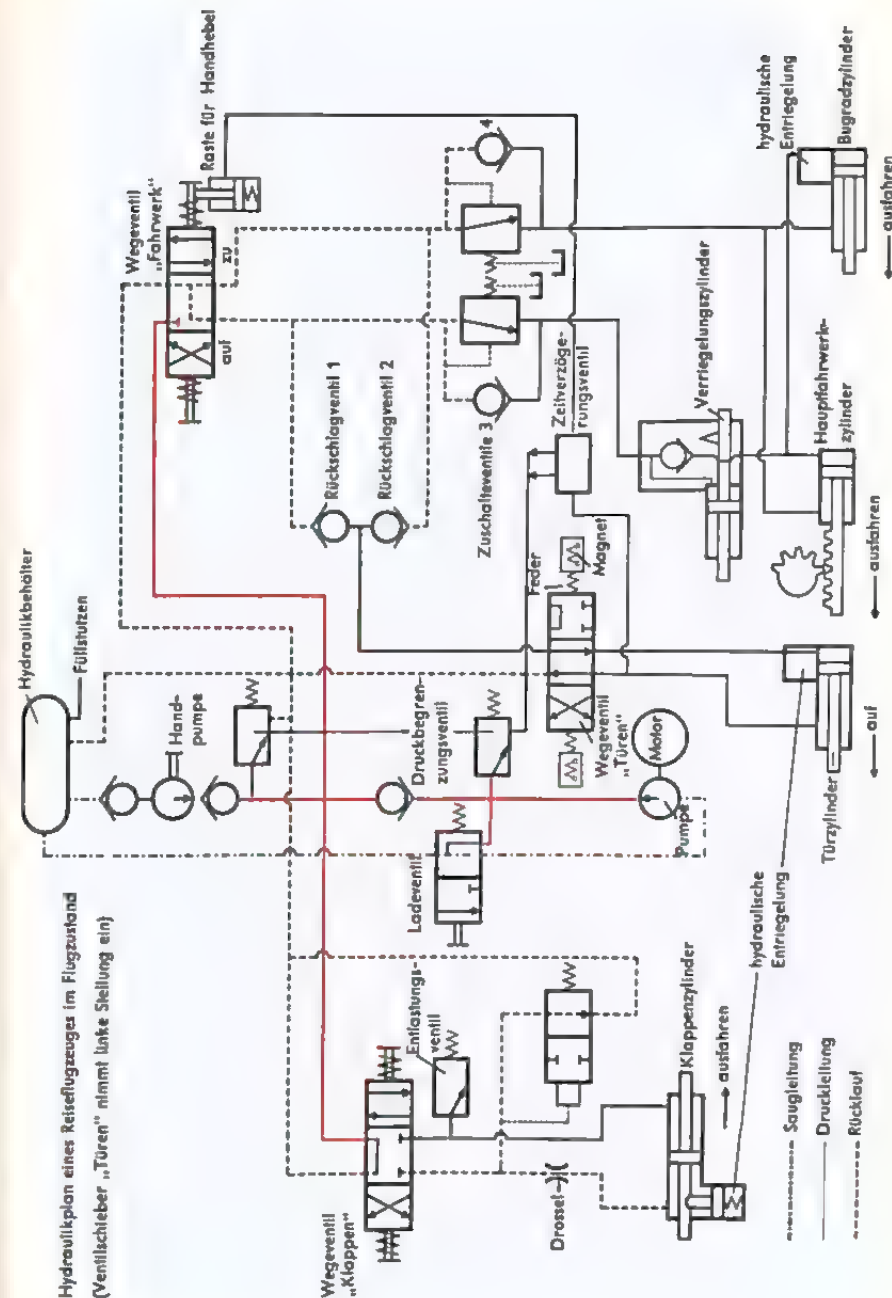 Hydraulikplan eines Reiseflugzeuges im Flugzustand
(Ventilschieber „Türen" nimmt linke Stellung ein)
Hydraulikbehälter
Füllstutzen
Hand-
pumpe
Wegeventil
„Fahrwerk"
Raste für Handhebel
auf
zu
Rückschlagventil 1
Rückschlagventil 2
Druckbegren-
zungsventil
Ladeventil
Zuschalteventile 3
4
Zeitverzöge-
rungsventil
Feder
Magnet
Wegeventil
„Türen"
Motor
Pumpe
Wegeventil
„Klappen"
Entlastungs-
ventil
Drossel
Klappenzylinder
ausfahren
hydraulische
Entriegelung
Türzylinder
auf
Verriegelungszylinder
Hauptfahrwerk-
zylinder
ausfahren
hydraulische
Entriegelung
Bugradzylinder
ausfahren
Saugleitung
Druckleitung
Rücklauf